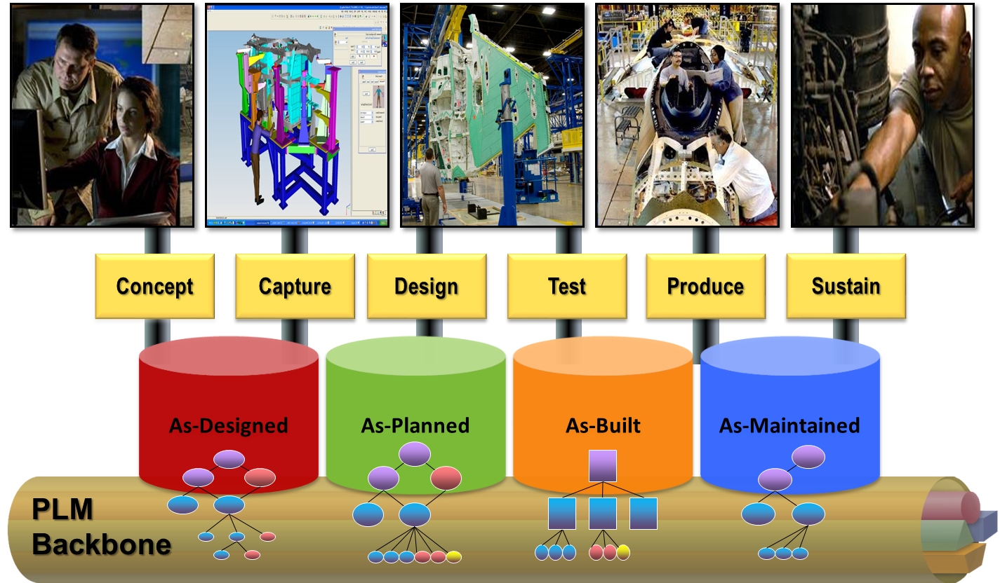 Concept
Capture
Design
Test
Produce
Sustain
As-Designed
As-Planned
As-Built
As-Maintained
PLM
Backbone